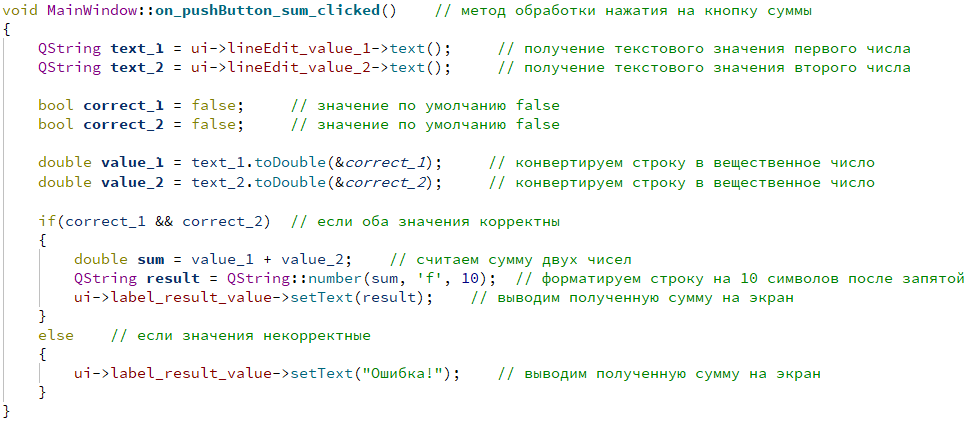 void MainWindow::on_pushButton_sum_clicked()    // метод обработки нажатия на кнопку суммы
{
    QString text_1 = ui->lineEdit_value_1->text();     // получение текстового значения первого числа
    QString text_2 = ui->lineEdit_value_2->text();     // получение текстового значения второго числа

    bool correct_1 = false;     // значение по умолчанию false
    bool correct_2 = false;     // значение по умолчанию false

    double value_1 = text_1.toDouble(&correct_1);     // конвертируем строку в вещественное число
    double value_2 = text_2.toDouble(&correct_2);     // конвертируем строку в вещественное число

    if(correct_1 && correct_2)  // если оба значения корректны
    {
        double sum = value_1 + value_2;    // считаем сумму двух чисел
        QString result = QString::number(sum, 'f', 10);  // форматируем строку на 10 символов после запятой
        ui->label_result_value->setText(result);    // выводим полученную сумму на экран
    }
    else    // если значения некорректные
    {
        ui->label_result_value->setText("Ошибка!");    // выводим полученную сумму на экран
    }
}